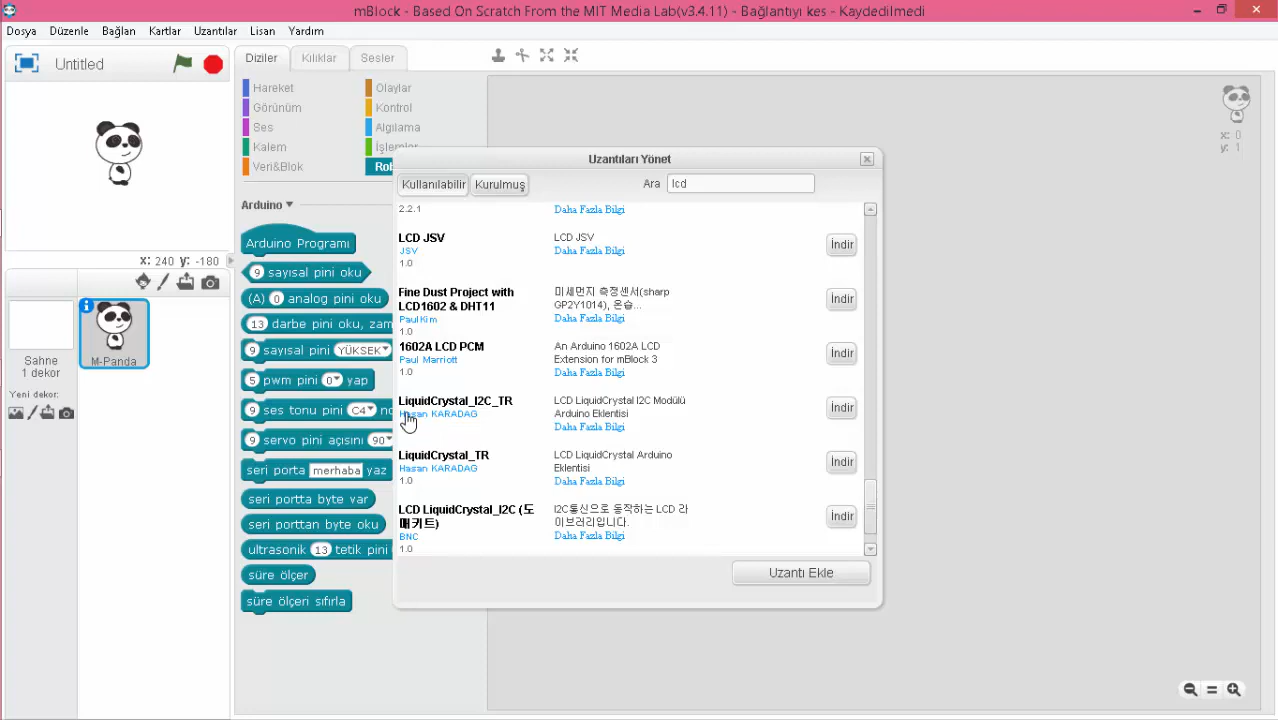 mBlock - Based On Scratch From the MIT Media Lab(v3.4.11) - Bağlantıyı kes - Kaydedilmedi
Dosya Düzenle Bağlan Kartlar Uzantılar Lisan Yardım
Untitled
Diziler Kılıklar Sesler
Hareket Olaylar
Görünüm Kontrol
Ses Algılama
Kalem İşlemler
Veri&Blok Rob
Arduino
Arduino Programı
9 sayısal pini oku
(A) 0 analog pini oku
13 darbe pini oku, zam
9 sayısal pini YÜKSEK
5 pwm pini 0 yap
9 ses tonu pini C4 no
9 servo pini açısını 90
seri porta merhaba yaz
seri portta byte var
seri porttan byte oku
ultrasonik 13 tetik pini
süre ölçer
süre ölçeri sıfırla
x: 240 y: -180
Sahne
1 dekor
Yeni dekor:
M-Panda
x: 0
y: 1
Uzantıları Yönet
Kullanılabilir Kurulmuş Ara lcd
2.2.1 Daha Fazla Bilgi
LCD JSV LCD JSV
JSV Daha Fazla Bilgi İndir
1.0
Fine Dust Project with 미세먼지 측정센서(sharp
LCD1602 & DHT11 GP2Y1014), 온습... İndir
PaulKim Daha Fazla Bilgi
1.0
1602A LCD PCM An Arduino 1602A LCD
Paul Marriott Extension for mBlock 3 İndir
1.0 Daha Fazla Bilgi
LiquidCrystal_I2C_TR LCD LiquidCrystal I2C Modülü
Hasan KARADAG Arduino Eklentisi İndir
Daha Fazla Bilgi
LiquidCrystal_TR LCD LiquidCrystal Arduino
Hasan KARADAG Eklentisi İndir
1.0 Daha Fazla Bilgi
LCD LiquidCrystal_I2C (도 I2C통신으로 동작하는 LCD 라
매키트) 이브러리입니다. İndir
BNC Daha Fazla Bilgi
1.0
Uzantı Ekle